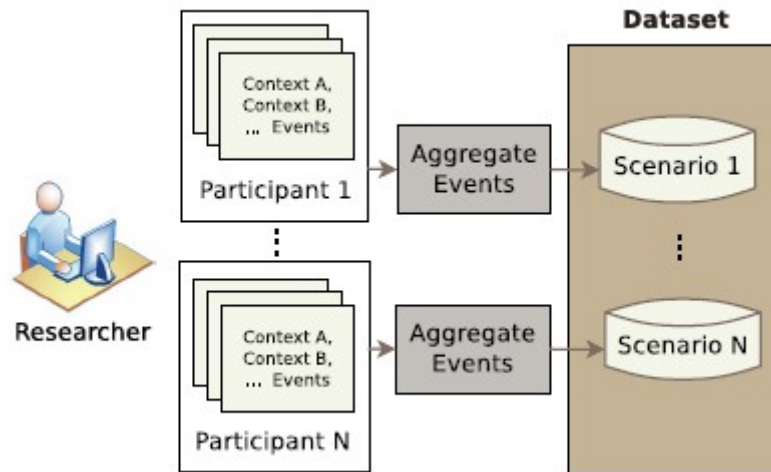 Dataset
Context A,
Context B,
... Events
Participant 1
Aggregate
Events
Scenario 1
Researcher
Context A,
Context B,
... Events
Participant N
Aggregate
Events
Scenario N